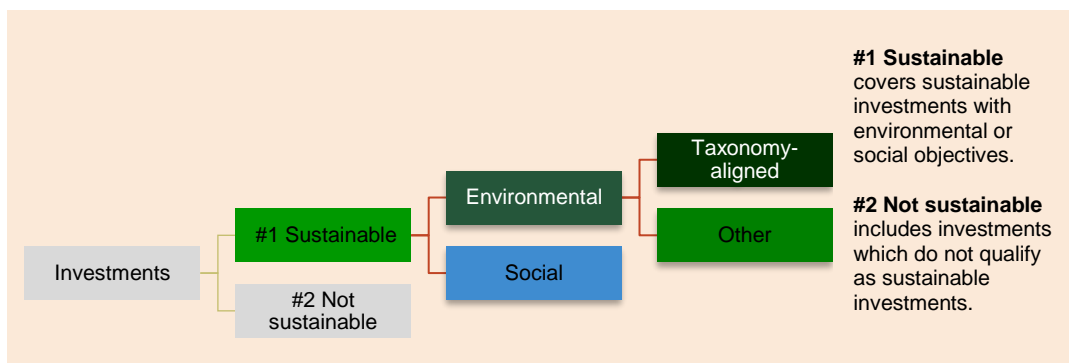 Investments
#1 Sustainable
#2 Not
sustainable
Environmental
Social
Taxonomy-
aligned
Other
#1 Sustainable
covers sustainable
investments with
environmental or
social objectives.
#2 Not sustainable
includes investments
which do not qualify
as sustainable
investments.